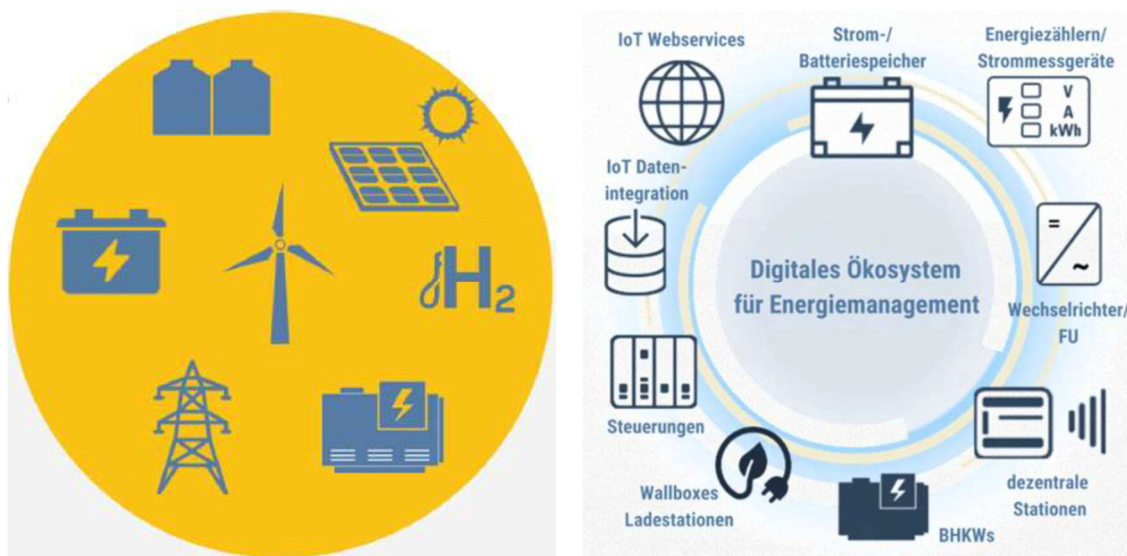 H2
IoT Webservices
Strom-/
Batteriespeicher
Energiezählern/
Strommessgeräte
V
A
kWh
IoT Daten-
integration
=
~
Digitales Ökosystem
für Energiemanagement
Wechselrichter/
FU
Steuerungen
Wallboxes
Ladestationen
BHKWs
dezentrale
Stationen